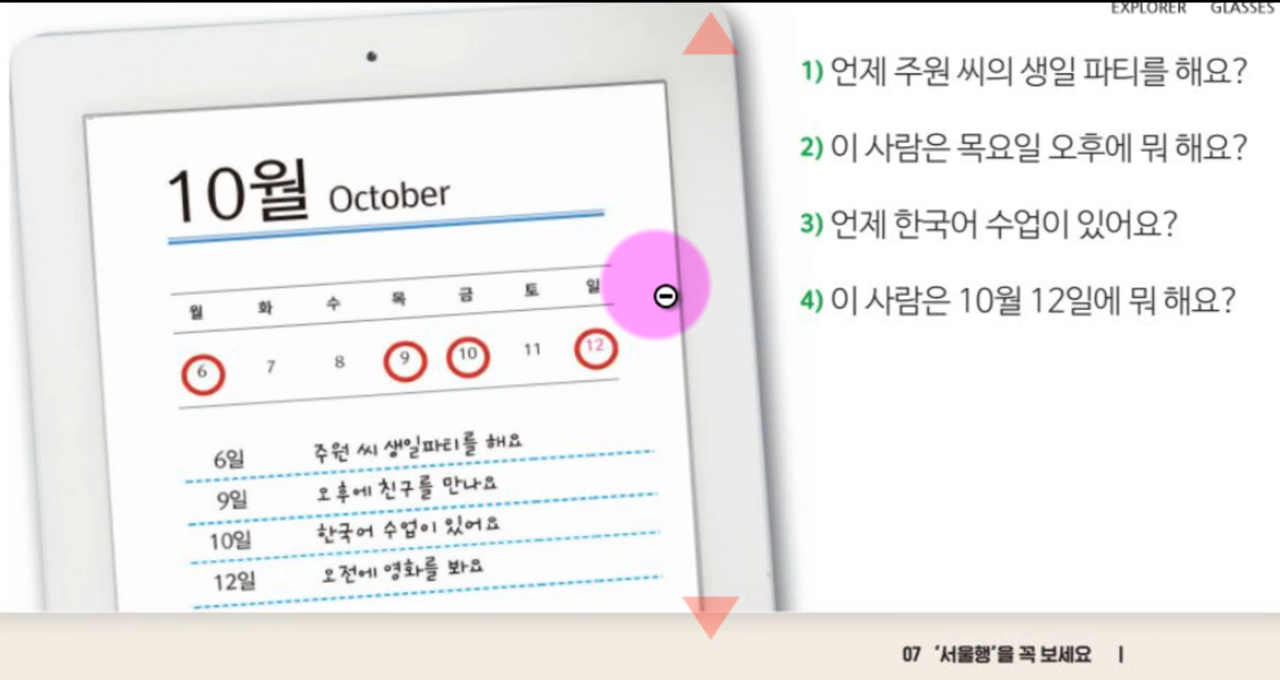 EXPLORER GLASSES
10월 October
월 화 수 목 금 토 일
6 7 8 9 10 11 12
6일 주원 씨 생일파티를 해요
9일 오후에 친구를 만나요
10일 한국어 수업이 있어요
12일 오전에 영화를 봐요
1) 언제 주원 씨의 생일 파티를 해요?
2) 이 사람은 목요일 오후에 뭐 해요?
3) 언제 한국어 수업이 있어요?
4) 이 사람은 10월 12일에 뭐 해요?
07 '서울행'을 꼭 보세요 |